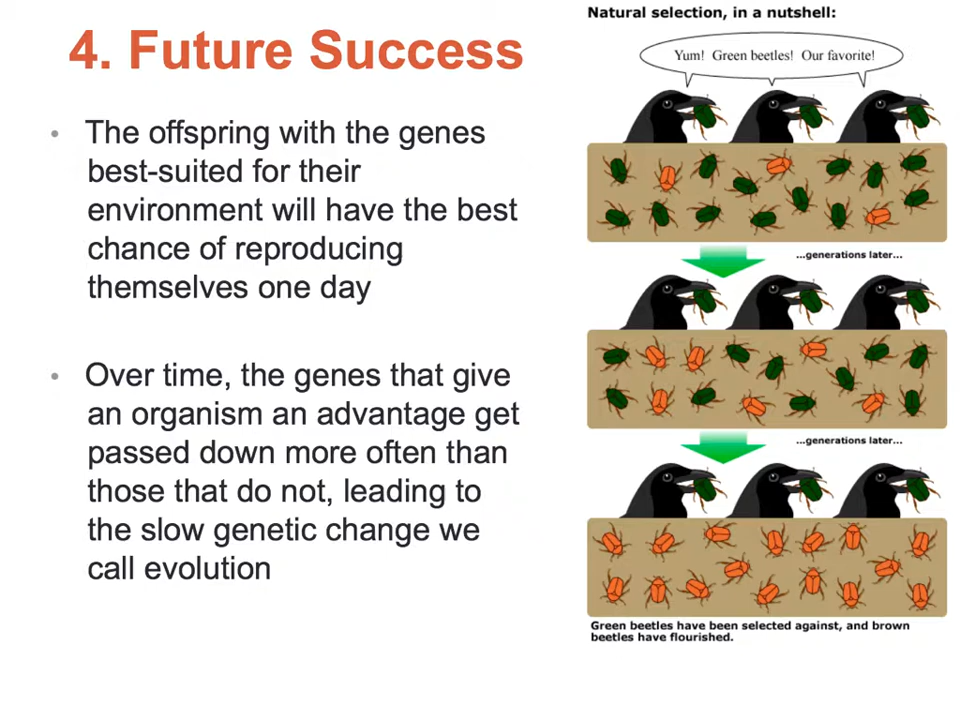 4. Future Success
• The offspring with the genes
best-suited for their
environment will have the best
chance of reproducing
themselves one day
• Over time, the genes that give
an organism an advantage get
passed down more often than
those that do not, leading to
the slow genetic change we
call evolution
Natural selection, in a nutshell:
Yum! Green beetles! Our favorite!
...generations later...
...generations later...
Green beetles have been selected against, and brown
beetles have flourished.